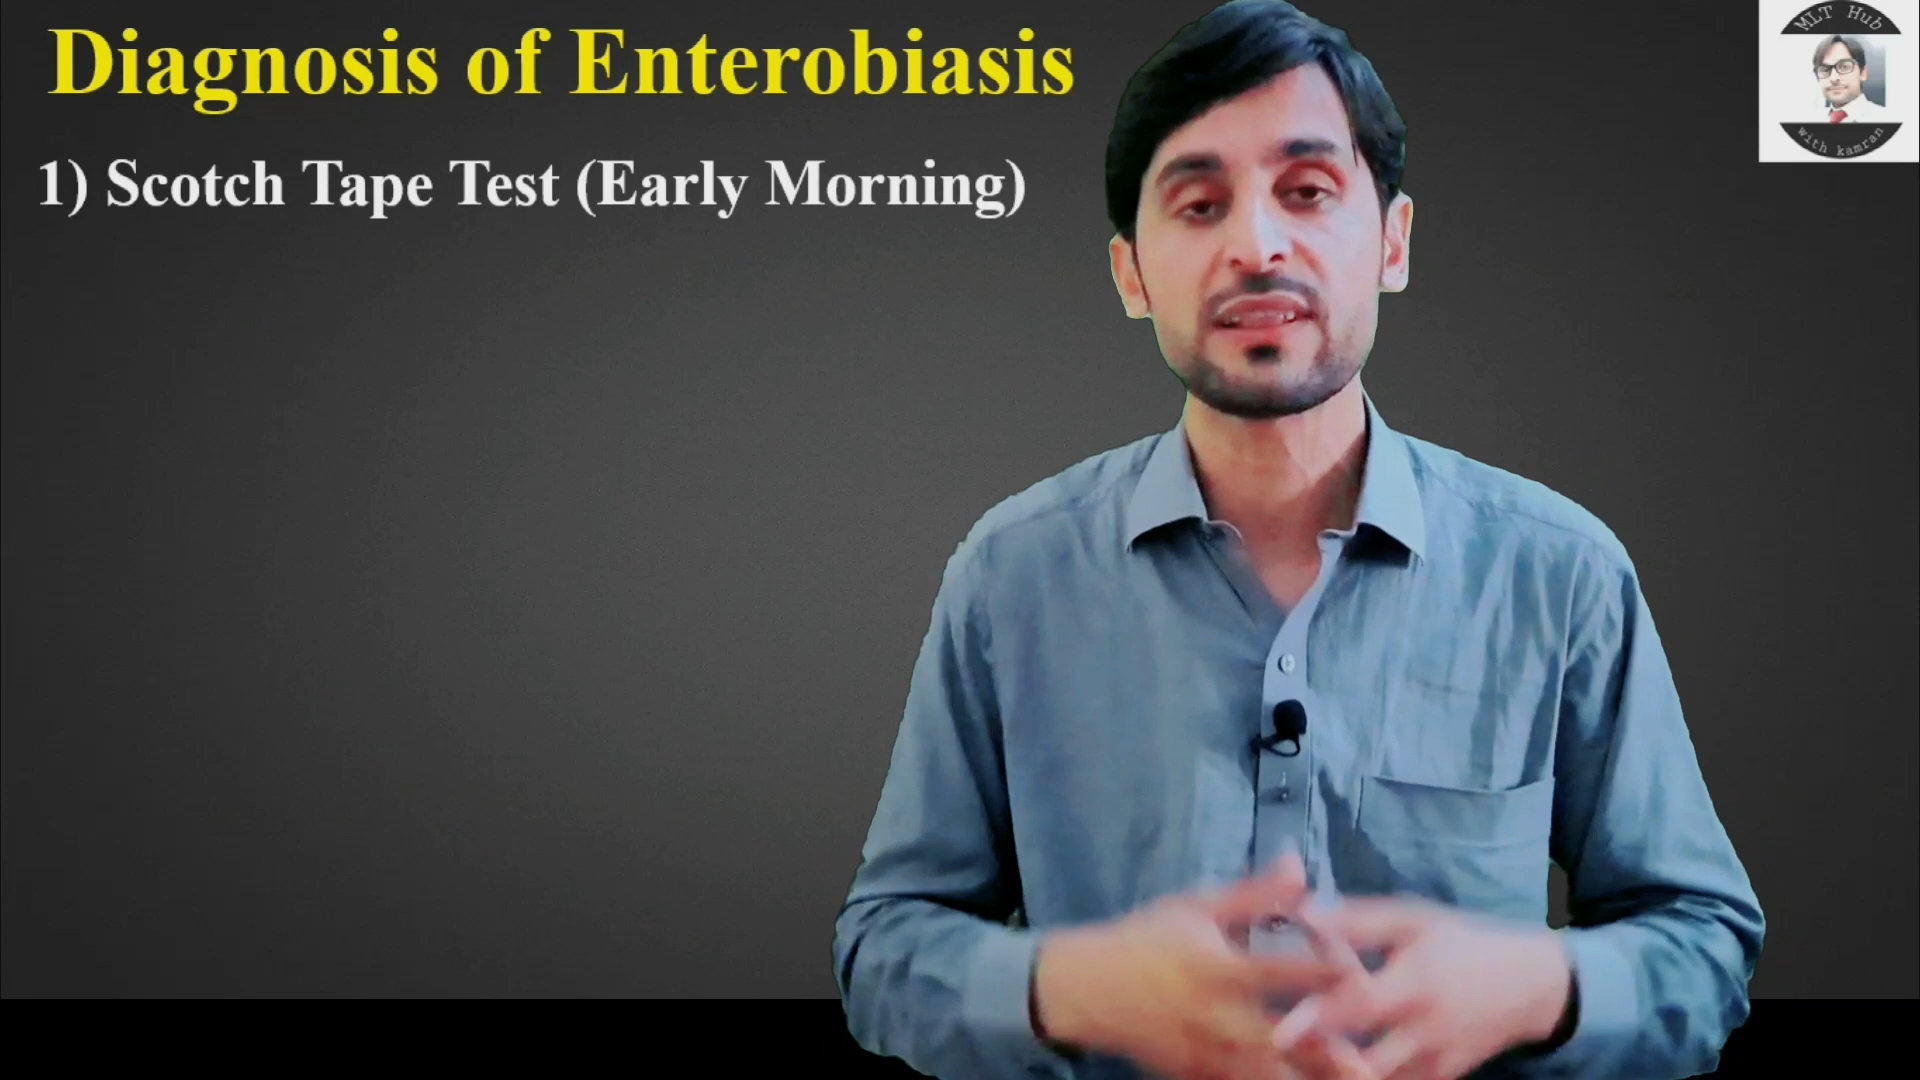 Diagnosis of Enterobiasis
1) Scotch Tape Test (Early Morning)
MLT Hub
with kamran